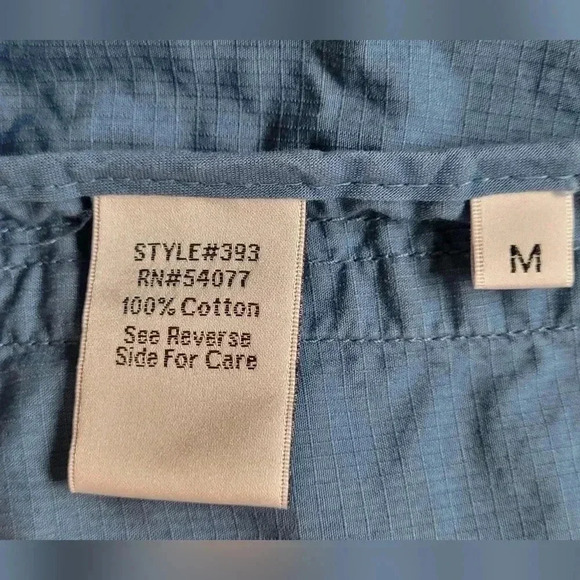 STYLE#393
RN#54077
100% Cotton
See Reverse
Side For Care
M